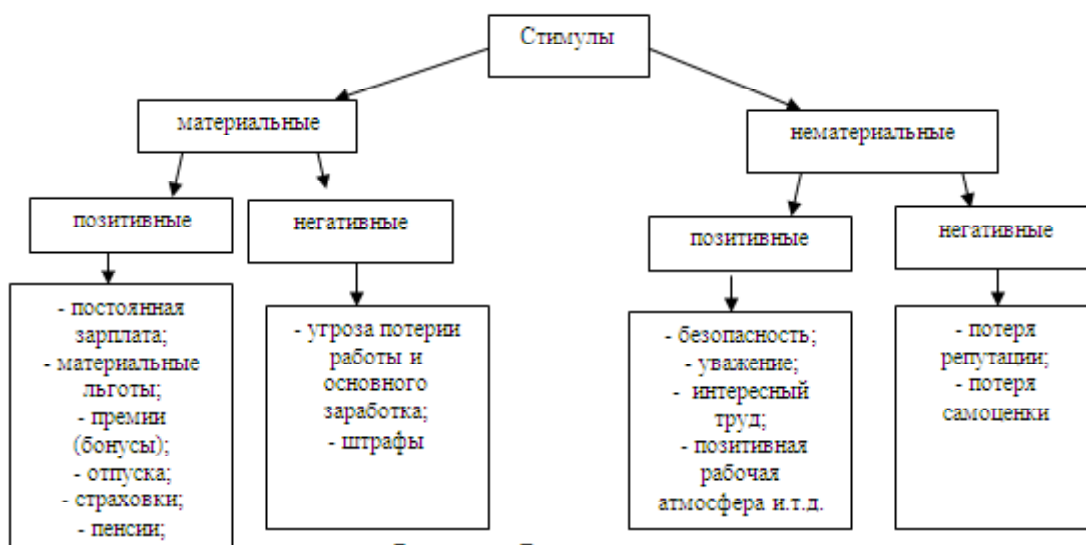 Стимулы
материальные
нематериальные
позитивные
негативные
позитивные
негативные
- постоянная
зарплата;
- материальные
льготы;
- премии
(бонусы);
- отпуска;
- страховки;
- пенсии;
- угроза потерии
работы и
основного
заработка;
- штрафы
- безопасность;
- уважение;
- интересный
труд;
- позитивная
рабочая
атмосфера и.т.д.
- потеря
репутации;
- потеря
самоценки